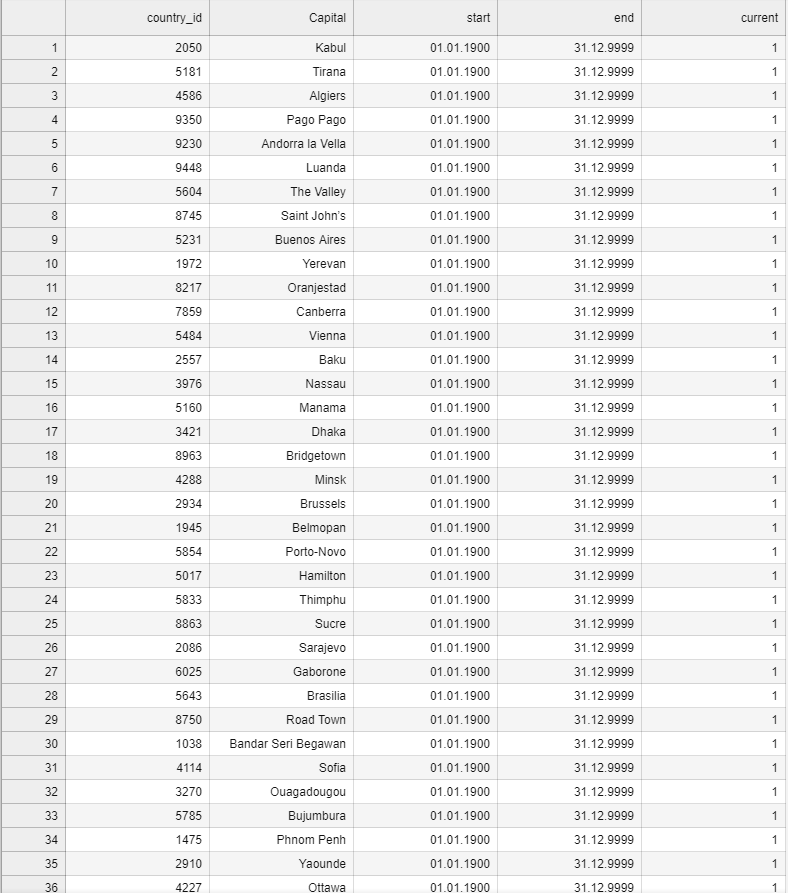 country_id Capital start end current
1 2050 Kabul 01.01.1900 31.12.9999 1
2 5181 Tirana 01.01.1900 31.12.9999 1
3 4586 Algiers 01.01.1900 31.12.9999 1
4 9350 Pago Pago 01.01.1900 31.12.9999 1
5 9230 Andorra la Vella 01.01.1900 31.12.9999 1
6 9448 Luanda 01.01.1900 31.12.9999 1
7 5604 The Valley 01.01.1900 31.12.9999 1
8 8745 Saint John's 01.01.1900 31.12.9999 1
9 5231 Buenos Aires 01.01.1900 31.12.9999 1
10 1972 Yerevan 01.01.1900 31.12.9999 1
11 8217 Oranjestad 01.01.1900 31.12.9999 1
12 7859 Canberra 01.01.1900 31.12.9999 1
13 5484 Vienna 01.01.1900 31.12.9999 1
14 2557 Baku 01.01.1900 31.12.9999 1
15 3976 Nassau 01.01.1900 31.12.9999 1
16 5160 Manama 01.01.1900 31.12.9999 1
17 3421 Dhaka 01.01.1900 31.12.9999 1
18 8963 Bridgetown 01.01.1900 31.12.9999 1
19 4288 Minsk 01.01.1900 31.12.9999 1
20 2934 Brussels 01.01.1900 31.12.9999 1
21 1945 Belmopan 01.01.1900 31.12.9999 1
22 5854 Porto-Novo 01.01.1900 31.12.9999 1
23 5017 Hamilton 01.01.1900 31.12.9999 1
24 5833 Thimphu 01.01.1900 31.12.9999 1
25 8863 Sucre 01.01.1900 31.12.9999 1
26 2086 Sarajevo 01.01.1900 31.12.9999 1
27 6025 Gaborone 01.01.1900 31.12.9999 1
28 5643 Brasilia 01.01.1900 31.12.9999 1
29 8750 Road Town 01.01.1900 31.12.9999 1
30 1038 Bandar Seri Begawan 01.01.1900 31.12.9999 1
31 4114 Sofia 01.01.1900 31.12.9999 1
32 3270 Ouagadougou 01.01.1900 31.12.9999 1
33 5785 Bujumbura 01.01.1900 31.12.9999 1
34 1475 Phnom Penh 01.01.1900 31.12.9999 1
35 2910 Yaounde 01.01.1900 31.12.9999 1
36 4227 Ottawa 01.01.1900 31.12.9999 1